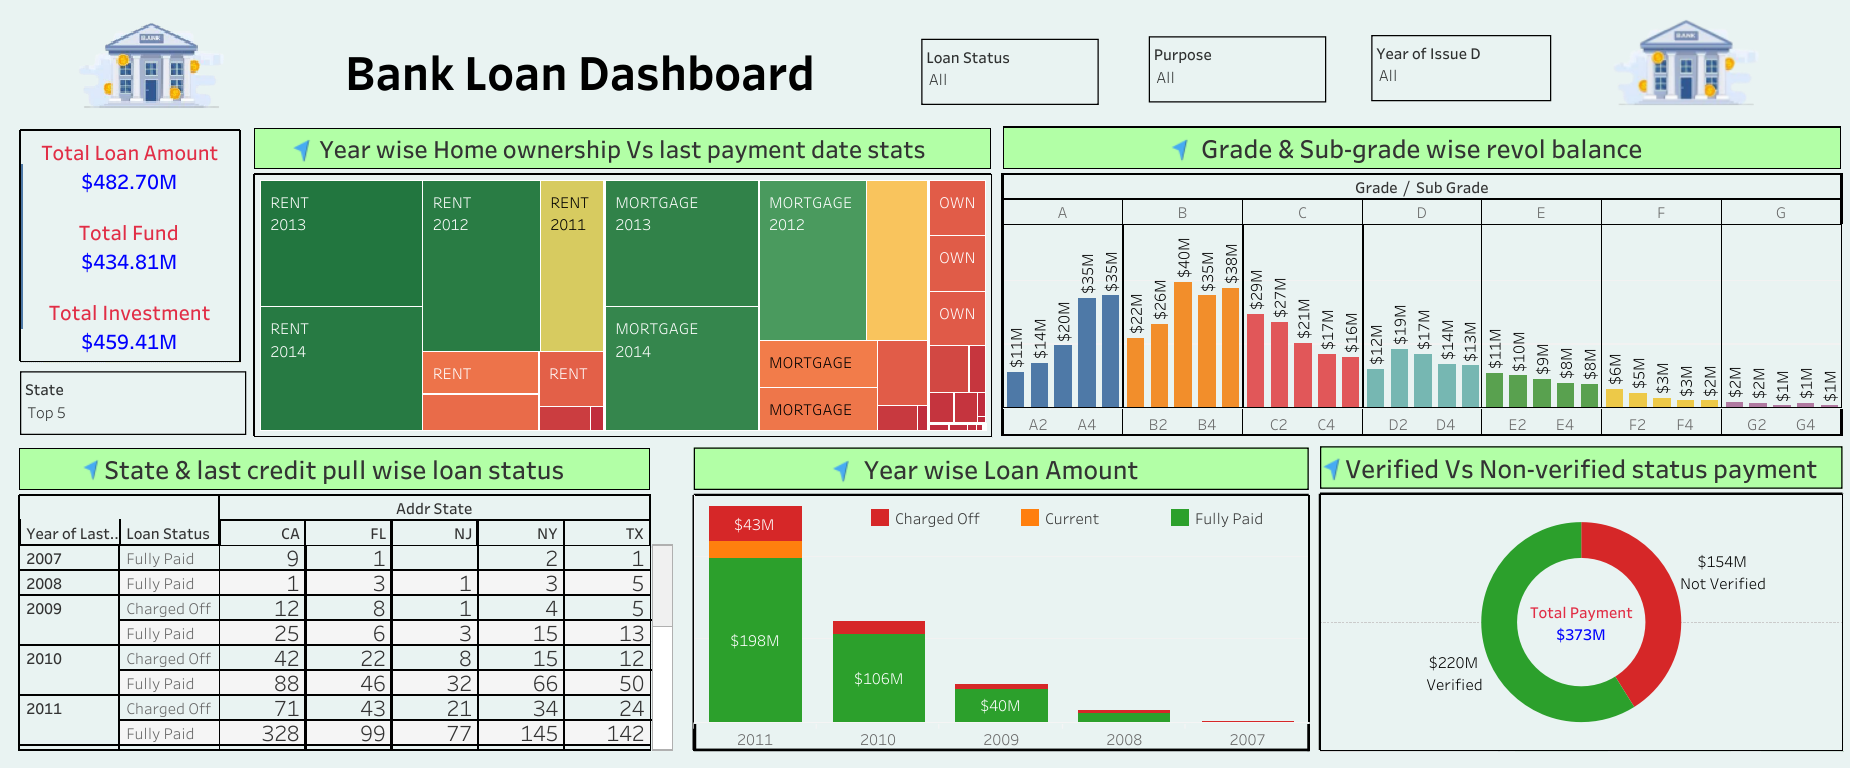 BANK
Bank Loan Dashboard
Loan Status
All
Purpose
All
Year of Issue D
All
BANK
Total Loan Amount
$482.70M
Total Fund
$434.81M
Total Investment
$459.41M
State
Top 5
Year wise Home ownership Vs last payment date stats
RENT
2013
RENT
2012
RENT
2011
MORTGAGE
2013
MORTGAGE
2012
OWN
OWN
OWN
RENT
2014
MORTGAGE
2014
RENT
RENT
MORTGAGE
MORTGAGE
Grade & Sub-grade wise revol balance
Grade / Sub Grade
A B C D E F G
$11M $14M $20M $35M $35M $22M $26M $40M $35M $38M $29M $27M $21M $17M $16M $12M $19M $17M $14M $13M $11M $10M $9M $8M $8M $6M $5M $3M $3M $2M $2M $2M $1M $1M $1M
A2 A4 B2 B4 C2 C4 D2 D4 E2 E4 F2 F4 G2 G4
State & last credit pull wise loan status
Addr State
Year of Last.. Loan Status CA FL NJ NY TX
2007 Fully Paid 9 1 2 1
2008 Fully Paid 1 3 1 3 5
2009 Charged Off 12 8 1 4 5
Fully Paid 25 6 3 15 13
2010 Charged Off 42 22 8 15 12
Fully Paid 88 46 32 66 50
2011 Charged Off 71 43 21 34 24
Fully Paid 328 99 77 145 142
Year wise Loan Amount
Charged Off Current Fully Paid
$43M
$198M
$106M
$40M
2011 2010 2009 2008 2007
Verified Vs Non-verified status payment
$154M
Not Verified
Total Payment
$373M
$220M
Verified